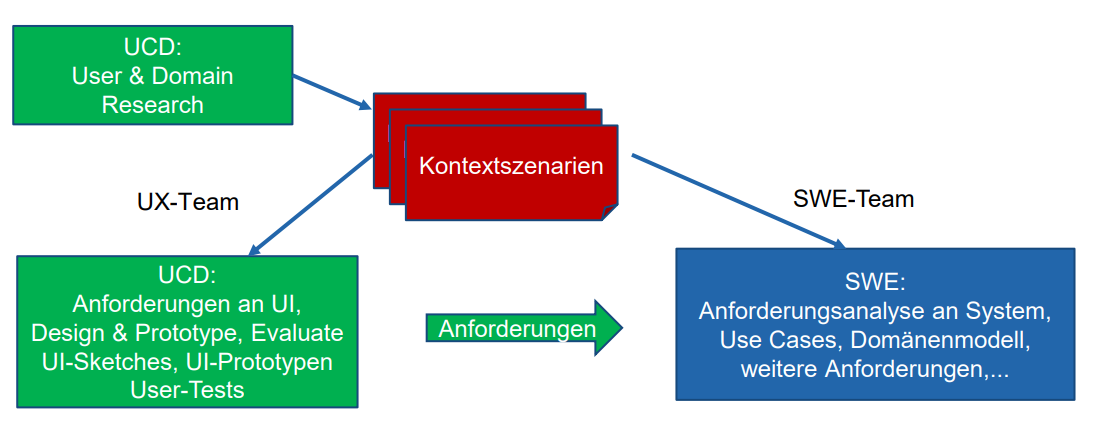 UCD:
User & Domain
Research
Kontextszenarien
UX-Team
SWE-Team
UCD:
Anforderungen an UI,
Design & Prototype, Evaluate
UI-Sketches, UI-Prototypen
User-Tests
Anforderungen
SWE:
Anforderungsanalyse an System,
Use Cases, Domänenmodell,
weitere Anforderungen,...